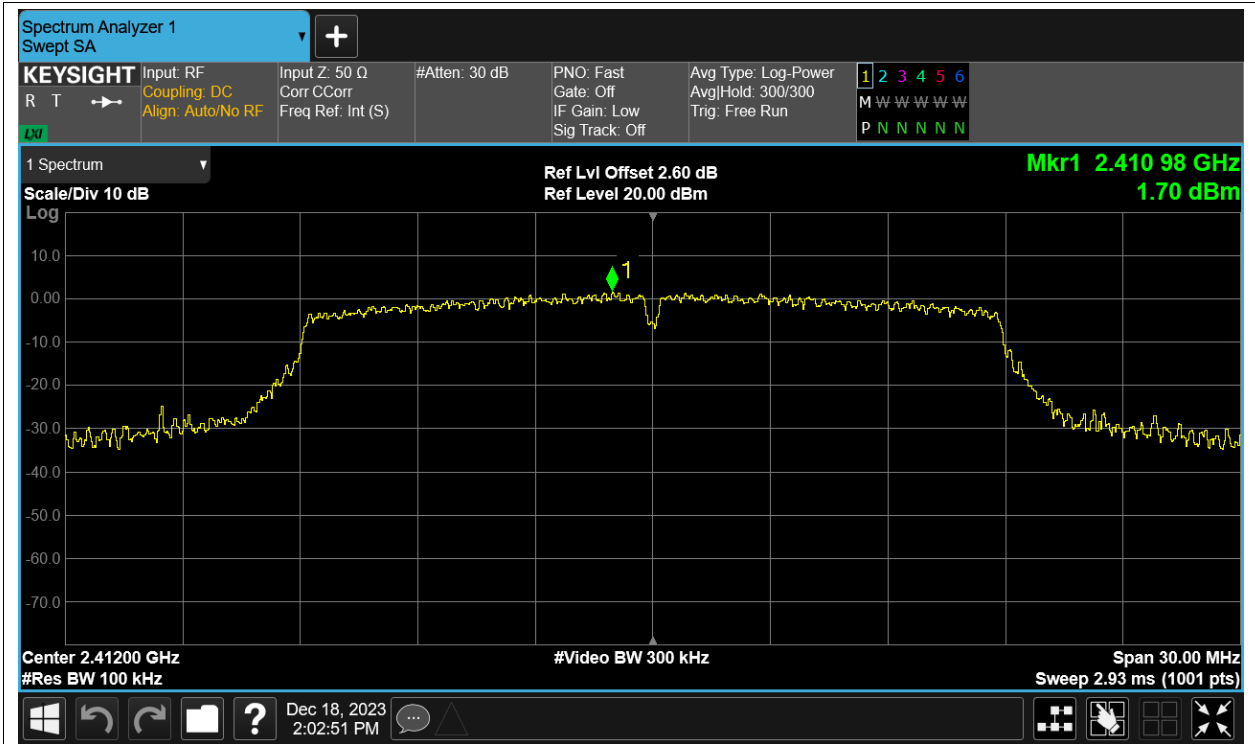 Spectrum Analyzer 1
Swept SA
KEYSIGHT
R T
LXI
Input: RF
Coupling: DC
Align: Auto/No RF
Input Z: 50 Ω
Corr CCorr
Freq Ref: Int (S)
#Atten: 30 dB
PNO: Fast
Gate: Off
IF Gain: Low
Sig Track: Off
Avg Type: Log-Power
Avg|Hold: 300/300
Trig: Free Run
1 2 3 4 5 6
M W W W W W
P N N N N N
1 Spectrum
Scale/Div 10 dB
Log
Ref Lvl Offset 2.60 dB
Ref Level 20.00 dBm
Mkr1 2.410 98 GHz
1.70 dBm
10.0
1
0.00
-10.0
-20.0
-30.0
-40.0
-50.0
-60.0
-70.0
Center 2.41200 GHz
#Video BW 300 kHz
Span 30.00 MHz
#Res BW 100 kHz
Sweep 2.93 ms (1001 pts)
?
Dec 18, 2023
2:02:51 PM